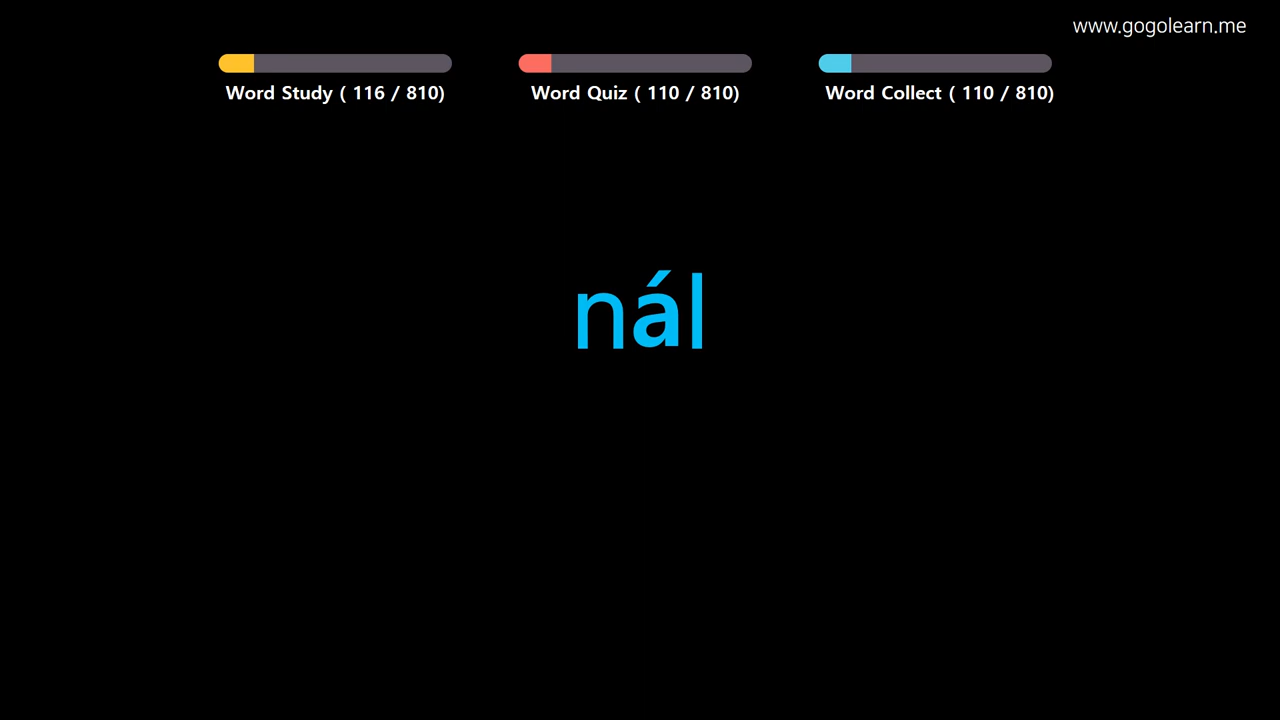 www.gogolearn.me
Word Study ( 116 / 810)
Word Quiz ( 110 / 810)
Word Collect ( 110 / 810)
nál